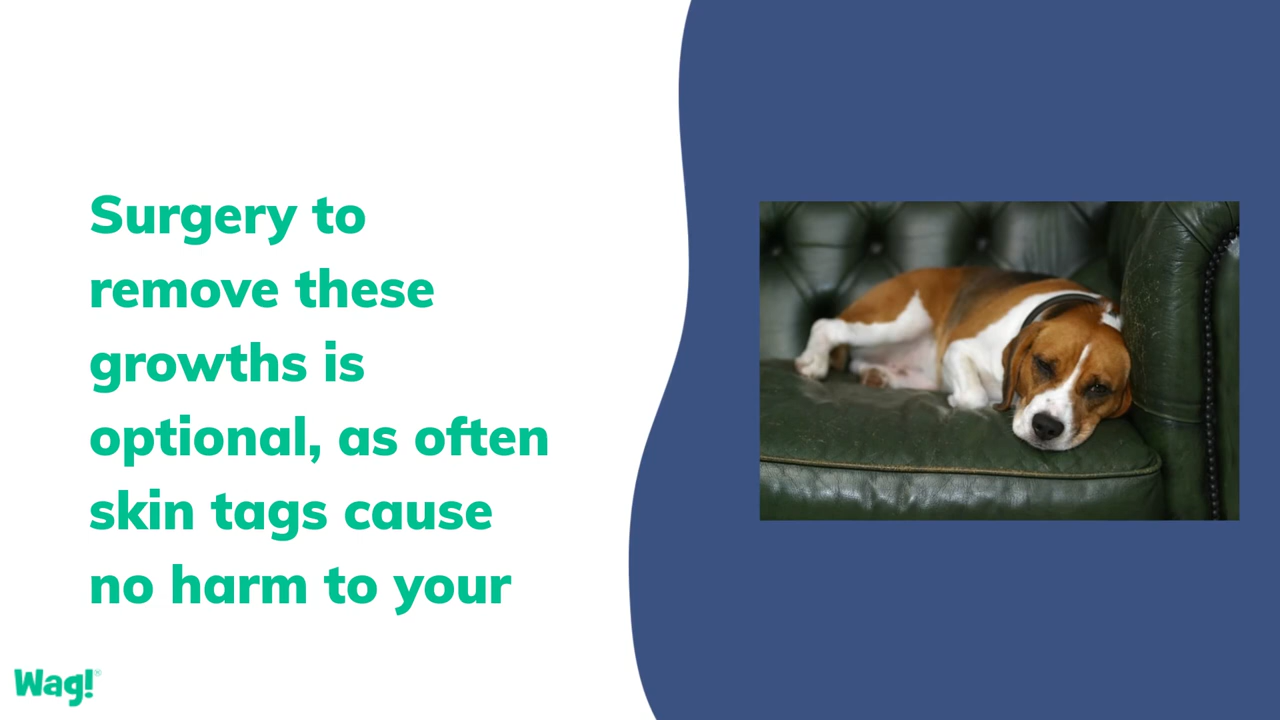 Surgery to
remove these
growths is
optional, as often
skin tags cause
no harm to your
Wag!